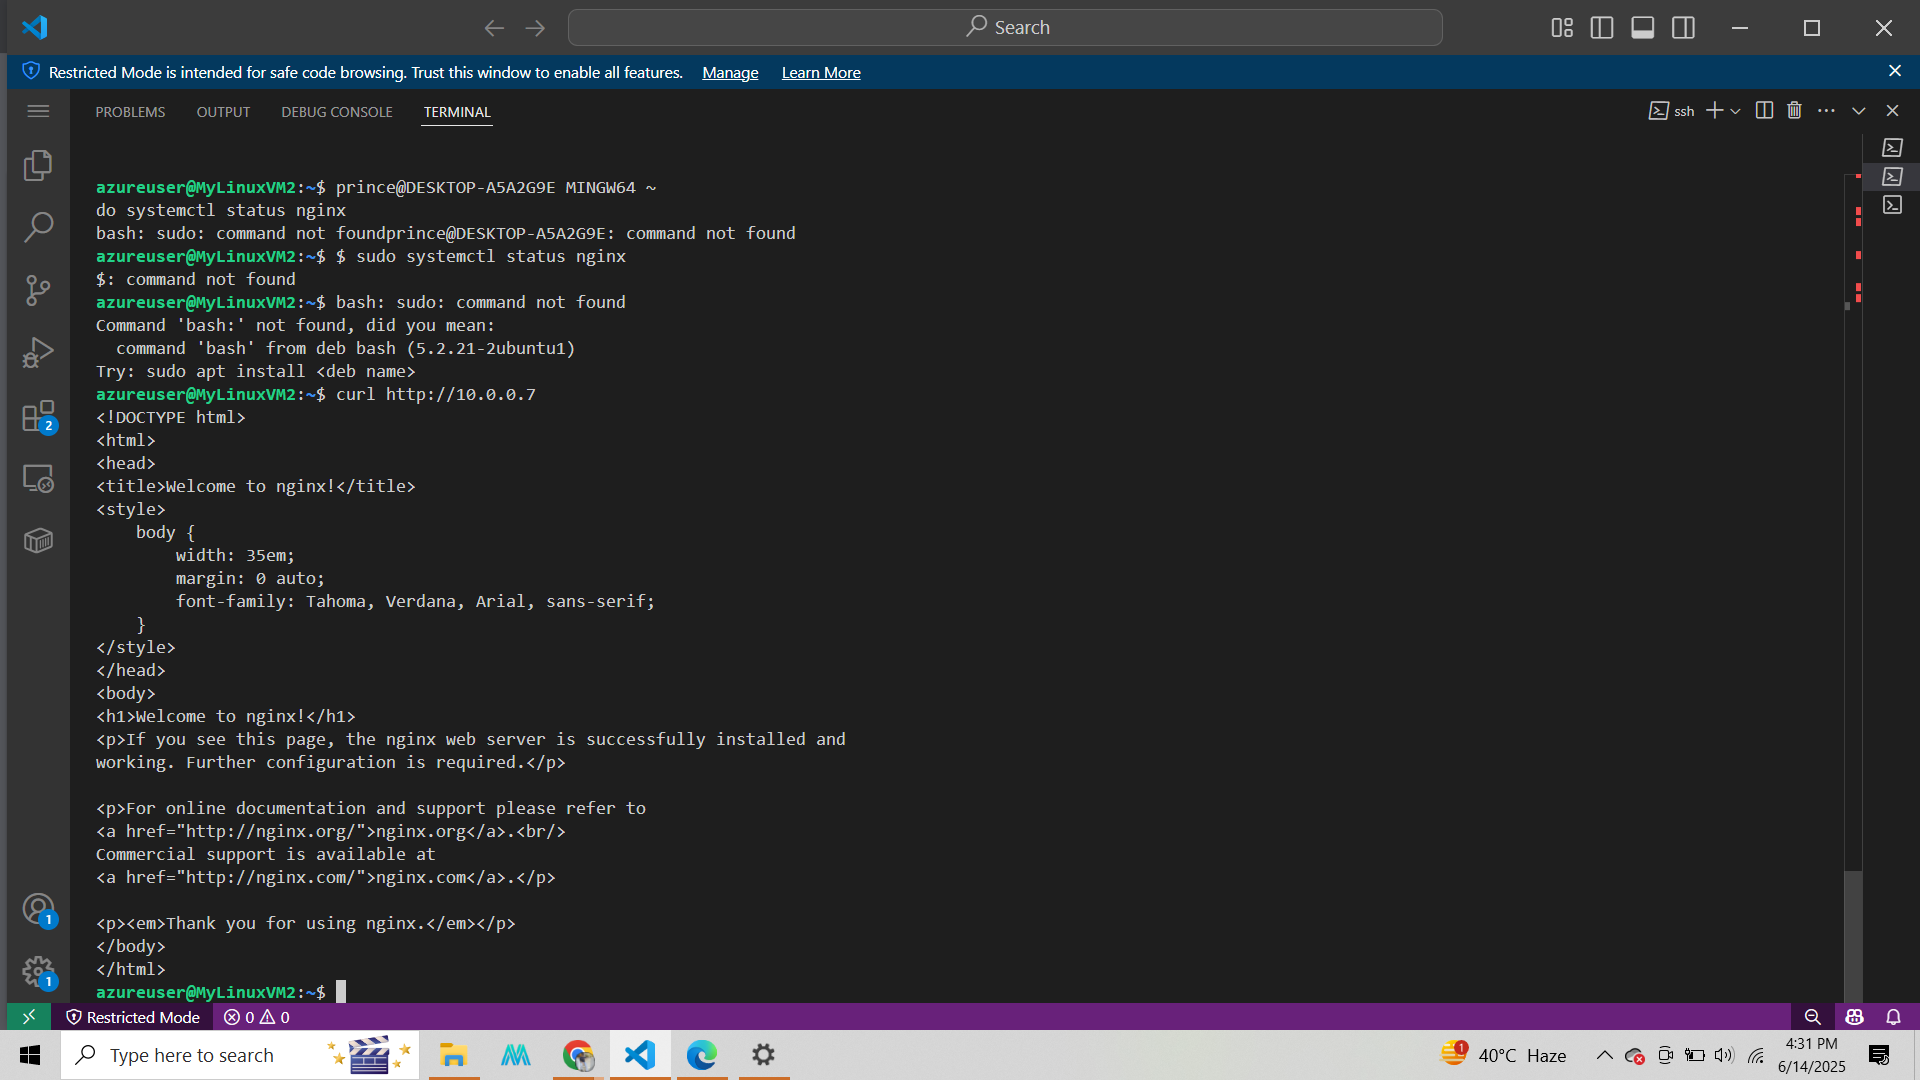 Search
Restricted Mode is intended for safe code browsing. Trust this window to enable all features. Manage Learn More
PROBLEMS OUTPUT DEBUG CONSOLE TERMINAL
ssh
azureuser@MyLinuxVM2:~$ prince@DESKTOP-A5A2G9E MINGW64 ~
do systemctl status nginx
bash: sudo: command not foundprince@DESKTOP-A5A2G9E: command not found
azureuser@MyLinuxVM2:~$ $ sudo systemctl status nginx
$: command not found
azureuser@MyLinuxVM2:~$ bash: sudo: command not found
Command 'bash:' not found, did you mean:
  command 'bash' from deb bash (5.2.21-2ubuntu1)
Try: sudo apt install <deb name>
azureuser@MyLinuxVM2:~$ curl http://10.0.0.7
<!DOCTYPE html>
<html>
<head>
<title>Welcome to nginx!</title>
<style>
    body {
        width: 35em;
        margin: 0 auto;
        font-family: Tahoma, Verdana, Arial, sans-serif;
    }
</style>
</head>
<body>
<h1>Welcome to nginx!</h1>
<p>If you see this page, the nginx web server is successfully installed and
working. Further configuration is required.</p>
<p>For online documentation and support please refer to
<a href="http://nginx.org/">nginx.org</a>.<br/>
Commercial support is available at
<a href="http://nginx.com/">nginx.com</a>.</p>
<p><em>Thank you for using nginx.</em></p>
</body>
</html>
azureuser@MyLinuxVM2:~$
2
1
1
Restricted Mode 0 0
Type here to search
1
40°C Haze
4:31 PM
6/14/2025